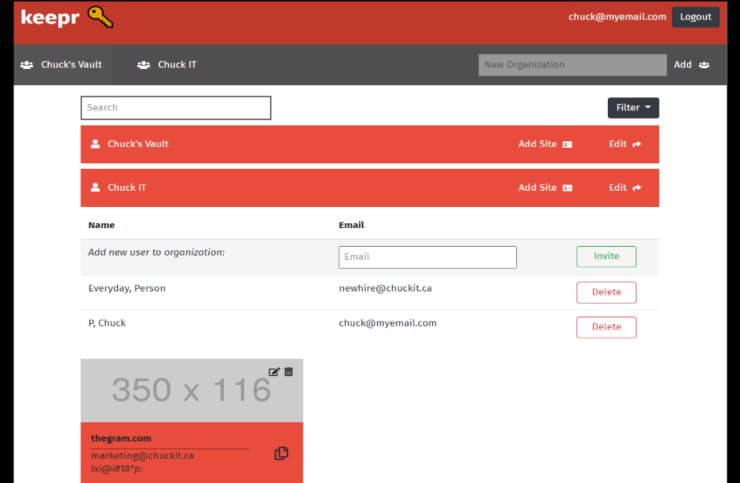 keepr
chuck@myemail.com Logout
Chuck's Vault Chuck IT New Organization Add
Search Filter
Chuck's Vault Add Site Edit
Chuck IT Add Site Edit
Name Email
Add new user to organization: Email Invite
Everyday, Person newhire@chuckit.ca Delete
P, Chuck chuck@myemail.com Delete
350 x 116
thegram.com
marketing@chuckit.ca